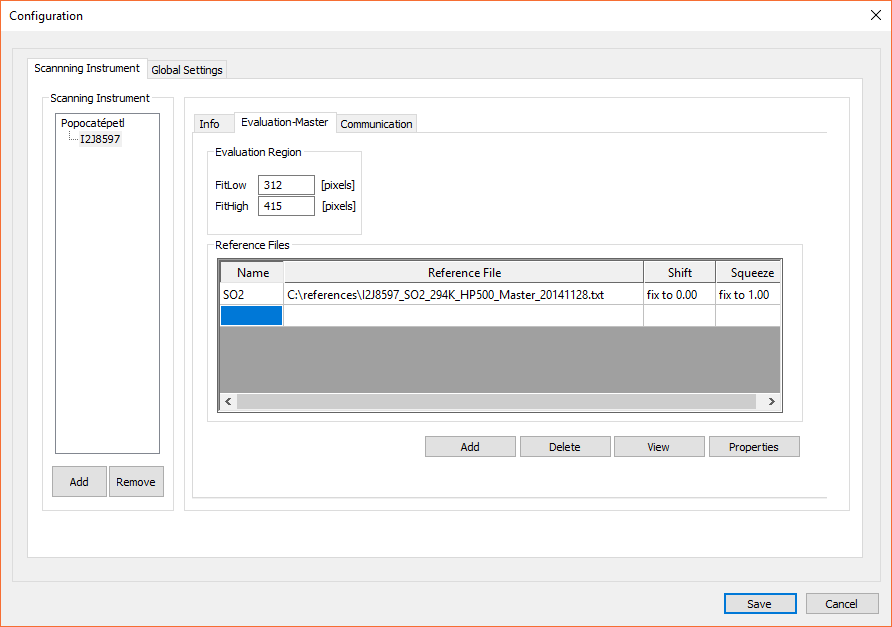 Configuration
Scannning Instrument
Global Settings
Scanning Instrument
Popocatépetl
I2J8597
Add
Remove
Info
Evaluation-Master
Communication
Evaluation Region
FitLow 312 [pixels]
FitHigh 415 [pixels]
Reference Files
Name Reference File Shift Squeeze
SO2 C:\references\I2J8597_SO2_294K_HP500_Master_20141128.txt fix to 0.00 fix to 1.00
Add Delete View Properties
Save Cancel